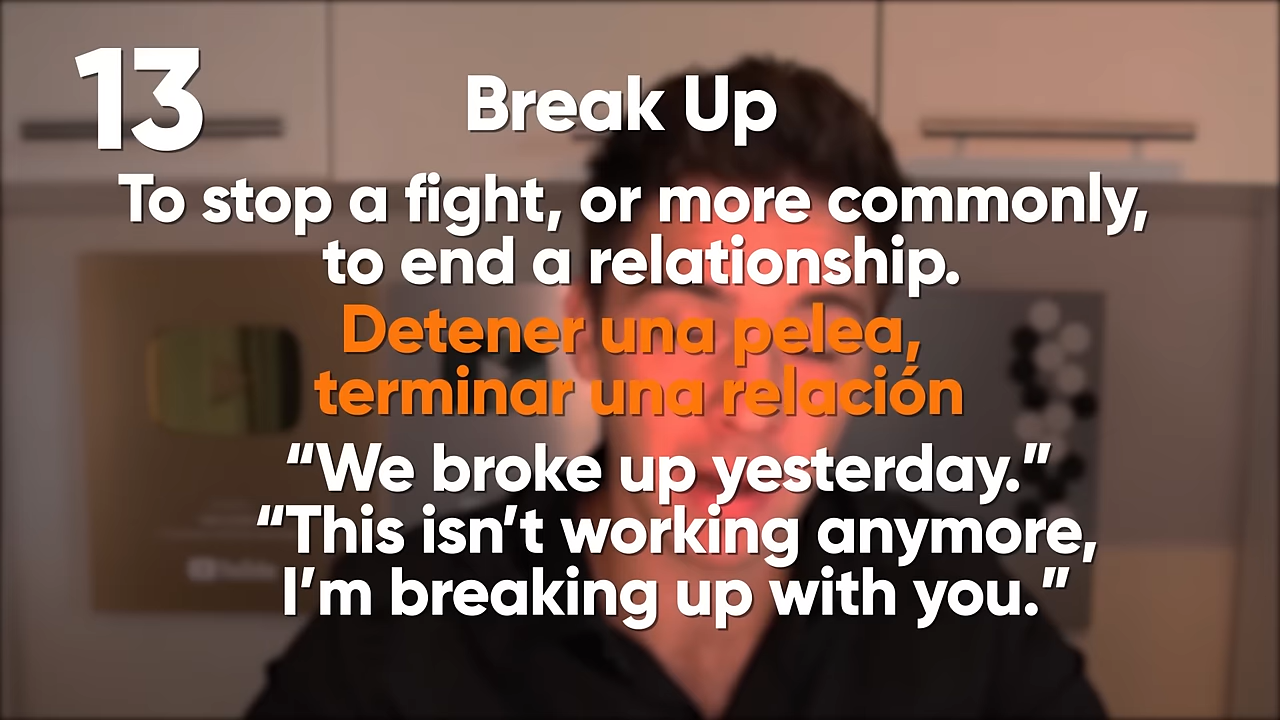 13
Break Up
To stop a fight, or more commonly,
to end a relationship.
Detener una pelea,
terminar una relación
“We broke up yesterday.”
“This isn’t working anymore,
I’m breaking up with you.”